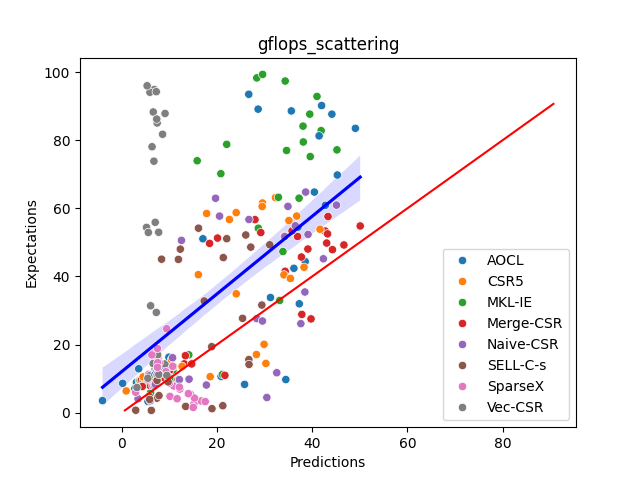 gflops_scattering
Expectations
100
80
60
40
20
0
0 20 40 60 80
Predictions
AOCL
CSR5
MKL-IE
Merge-CSR
Naive-CSR
SELL-C-s
SparseX
Vec-CSR